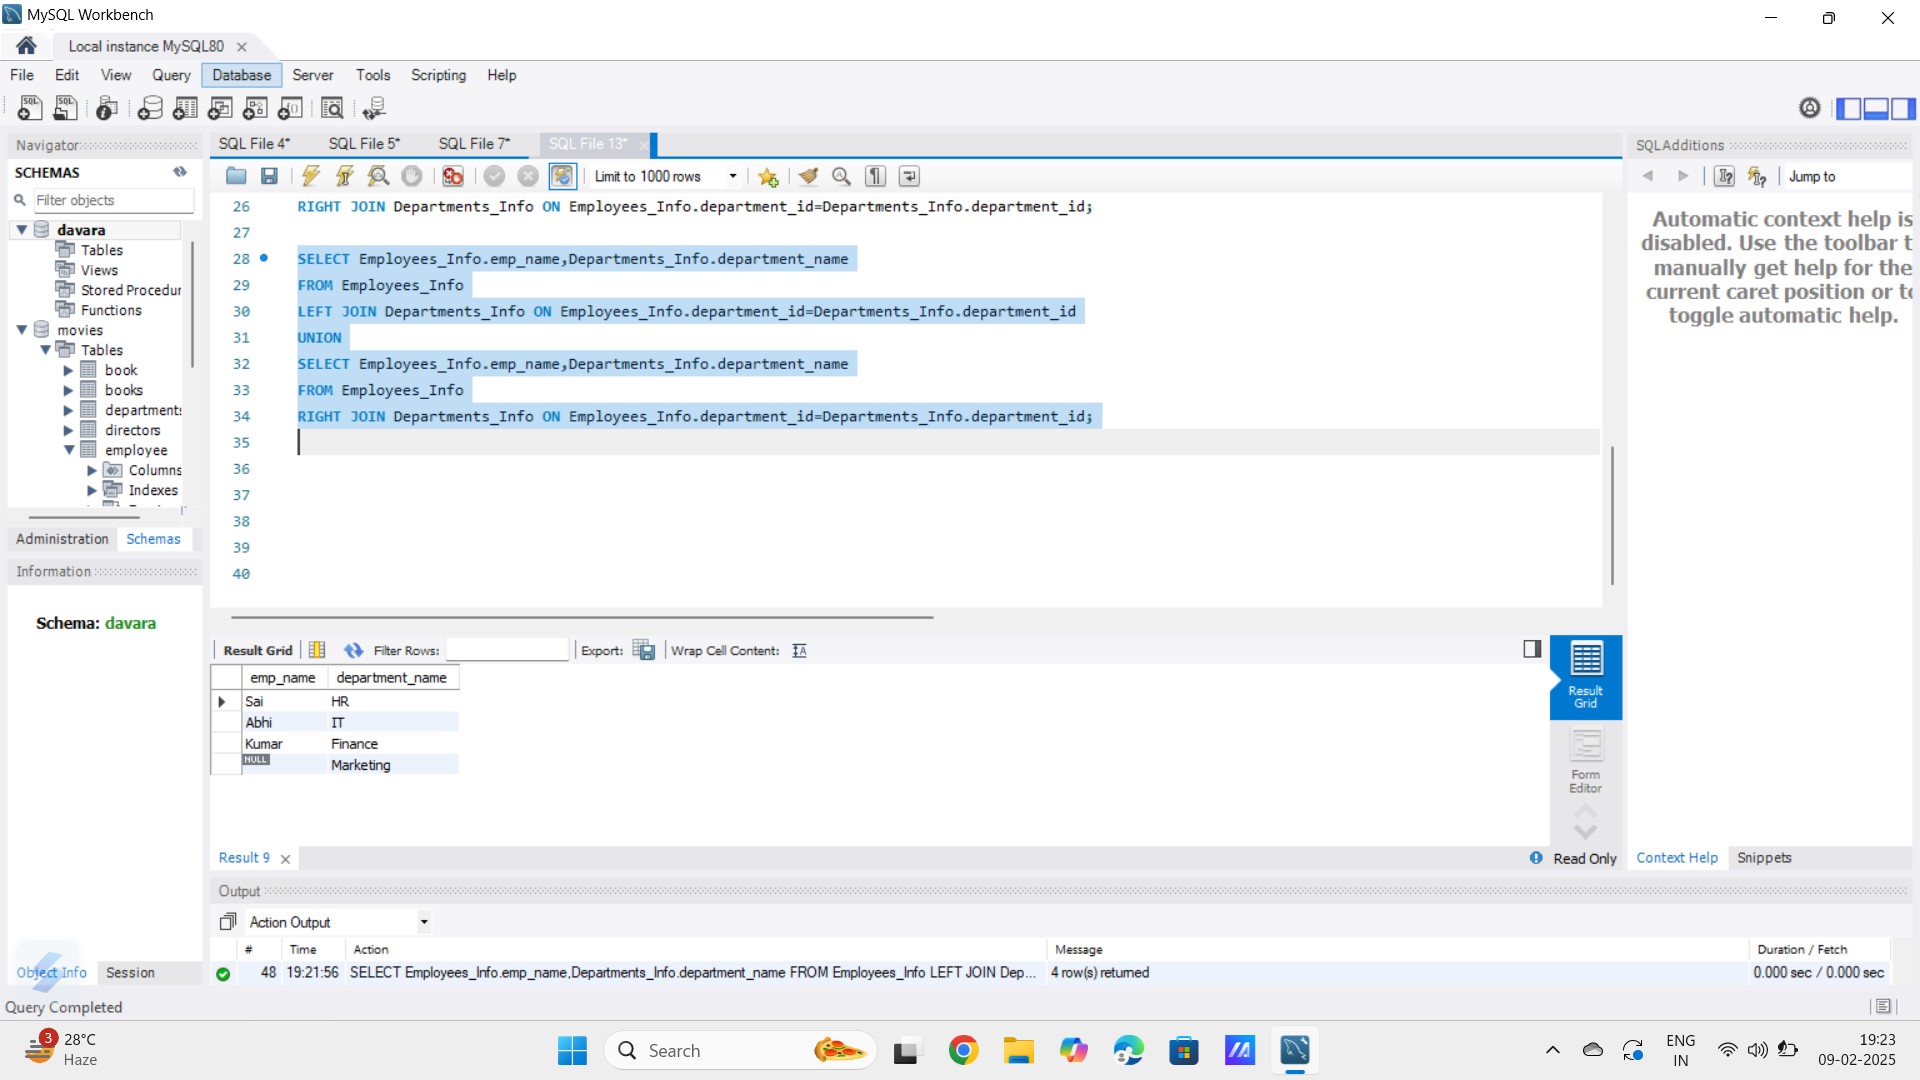 MySQL Workbench
Local instance MySQL80
File Edit View Query Database Server Tools Scripting Help
Navigator
SCHEMAS
Filter objects
davara
Tables
Views
Stored Procedur
Functions
movies
Tables
book
books
departments
directors
employee
Columns
Indexes
Administration Schemas
Information
Schema: davara
Object Info Session
Query Completed
SQL File 4* SQL File 5* SQL File 7* SQL File 13*
Limit to 1000 rows
26 RIGHT JOIN Departments_Info ON Employees_Info.department_id=Departments_Info.department_id;
27
28 SELECT Employees_Info.emp_name,Departments_Info.department_name
29 FROM Employees_Info
30 LEFT JOIN Departments_Info ON Employees_Info.department_id=Departments_Info.department_id
31 UNION
32 SELECT Employees_Info.emp_name,Departments_Info.department_name
33 FROM Employees_Info
34 RIGHT JOIN Departments_Info ON Employees_Info.department_id=Departments_Info.department_id;
35
36
37
38
39
40
Result Grid Filter Rows: Export: Wrap Cell Content:
emp_name department_name
Sai HR
Abhi IT
Kumar Finance
NULL Marketing
Result Grid
Form Editor
Result 9
Read Only
Output
Action Output
# Time Action Message Duration / Fetch
48 19:21:56 SELECT Employees_Info.emp_name,Departments_Info.department_name FROM Employees_Info LEFT JOIN Dep... 4 row(s) returned 0.000 sec / 0.000 sec
SQLAdditions
Jump to
Automatic context help is
disabled. Use the toolbar t
manually get help for the
current caret position or to
toggle automatic help.
Context Help Snippets
3
28°C
Haze
Search
ENG
IN
19:23
09-02-2025